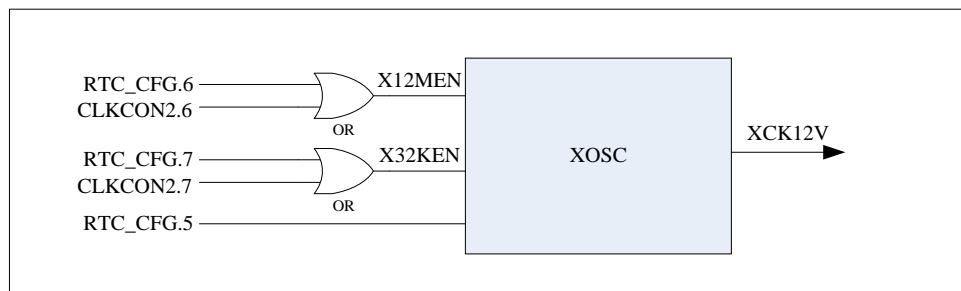 RTC_CFG.6
X12MEN
CLKCON2.6
OR
XCK12V
RTC_CFG.7
X32KEN
XOSC
CLKCON2.7
OR
RTC_CFG.5